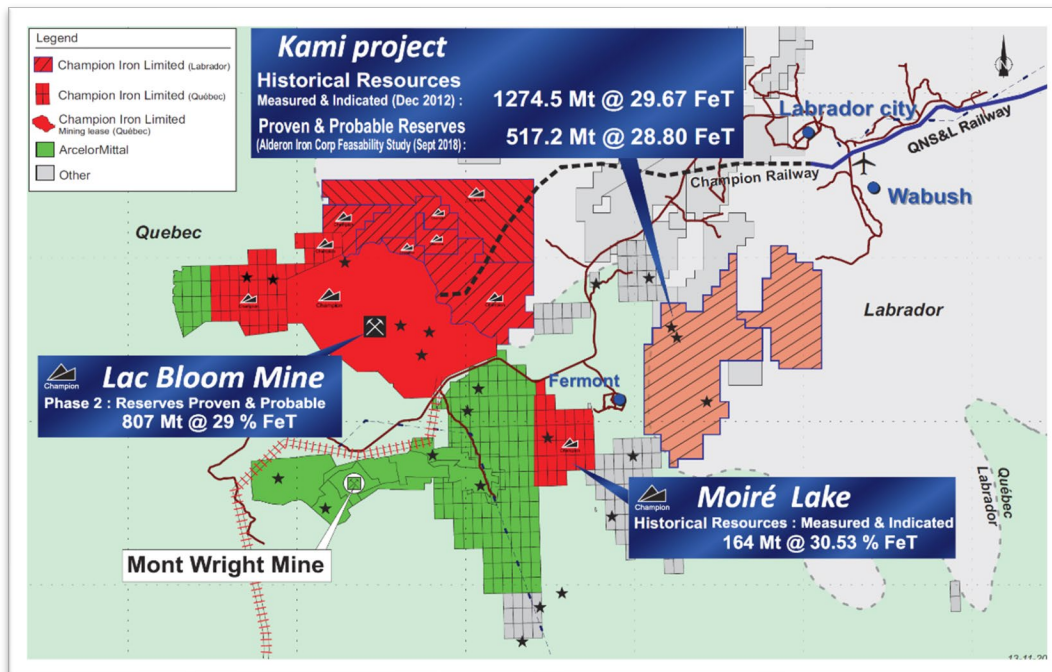 Legend
Champion Iron Limited (Labrador)
Champion Iron Limited (Québec)
Champion Iron Limited
Mining lease (Québec)
ArcelorMittal
Other
Kami project
Historical Resources
Measured & Indicated (Dec 2012) : 1274.5 Mt @ 29.67 FeT
Proven & Probable Reserves
(Alderon Iron Corp Feasability Study (Sept 2018) : 517.2 Mt @ 28.80 FeT
Labrador city
QNS&L Railway
Champion Railway
Wabush
Quebec
Labrador
Champion
Champion
Lac Bloom Mine
Phase 2 : Reserves Proven & Probable
807 Mt @ 29 % FeT
Fermont
Champion
Moiré Lake
Historical Resources : Measured & Indicated
164 Mt @ 30.53 % FeT
Québec
Labrador
Mont Wright Mine